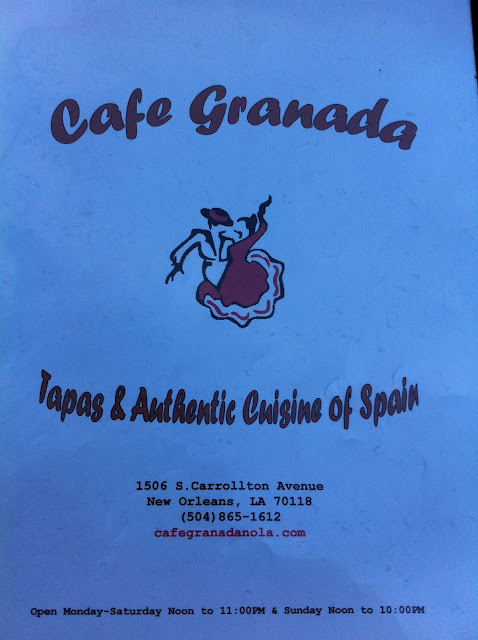 Cafe Granada
Tapas & Authentic Cuisine of Spain
1506 S.Carrollton Avenue
New Orleans, LA 70118
(504)865-1612
cafegranadanola.com
Open Monday-Saturday Noon to 11:00PM & Sunday Noon to 10:00PM